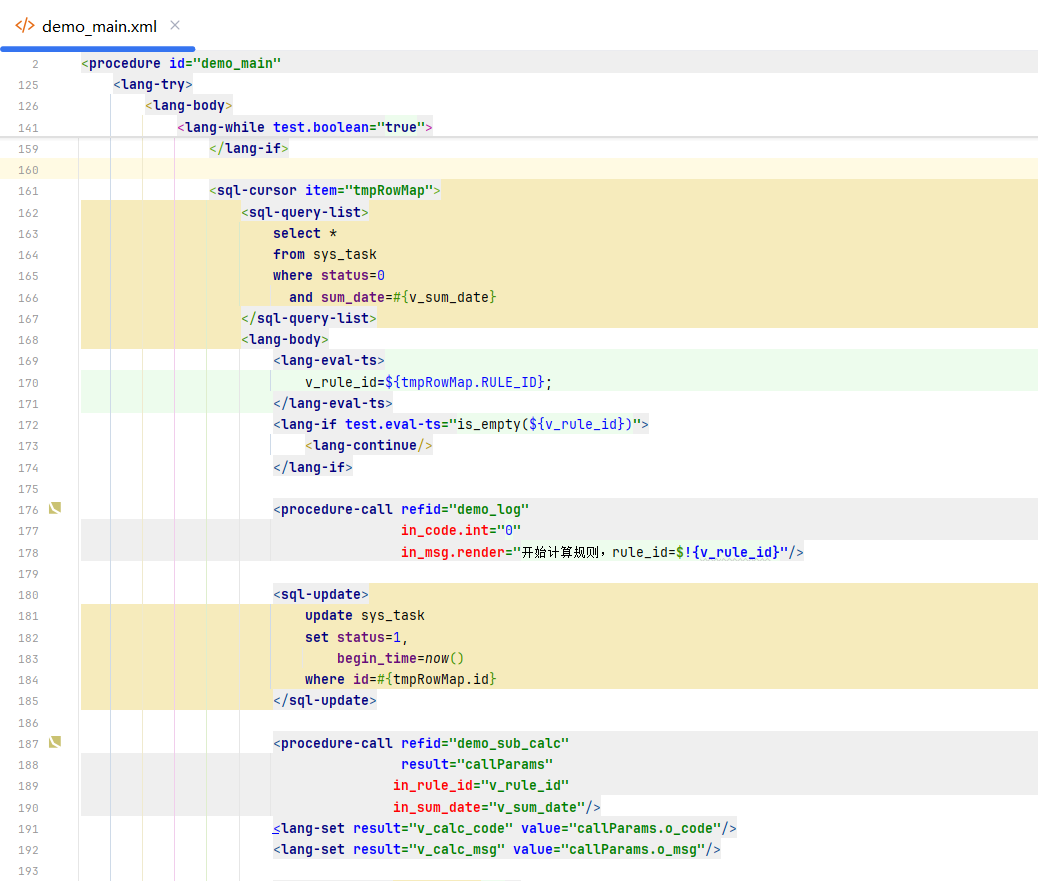 demo_main.xml
2 <procedure id="demo_main"
125 <lang-try>
126 <lang-body>
141 <lang-while test.boolean="true">
159 </lang-if>
160
161 <sql-cursor item="tmpRowMap">
162 <sql-query-list>
163 select *
164 from sys_task
165 where status=0
166 and sum_date=#{v_sum_date}
167 </sql-query-list>
168 <lang-body>
169 <lang-eval-ts>
170 v_rule_id=${tmpRowMap.RULE_ID};
171 </lang-eval-ts>
172 <lang-if test.eval-ts="is_empty(${v_rule_id})">
173 <lang-continue/>
174 </lang-if>
175
176 <procedure-call refid="demo_log"
177 in_code.int="0"
178 in_msg.render="开始计算规则，rule_id=$!{v_rule_id}"/>
179
180 <sql-update>
181 update sys_task
182 set status=1,
183 begin_time=now()
184 where id=#{tmpRowMap.id}
185 </sql-update>
186
187 <procedure-call refid="demo_sub_calc"
188 result="callParams"
189 in_rule_id="v_rule_id"
190 in_sum_date="v_sum_date"/>
191 <lang-set result="v_calc_code" value="callParams.o_code"/>
192 <lang-set result="v_calc_msg" value="callParams.o_msg"/>
193